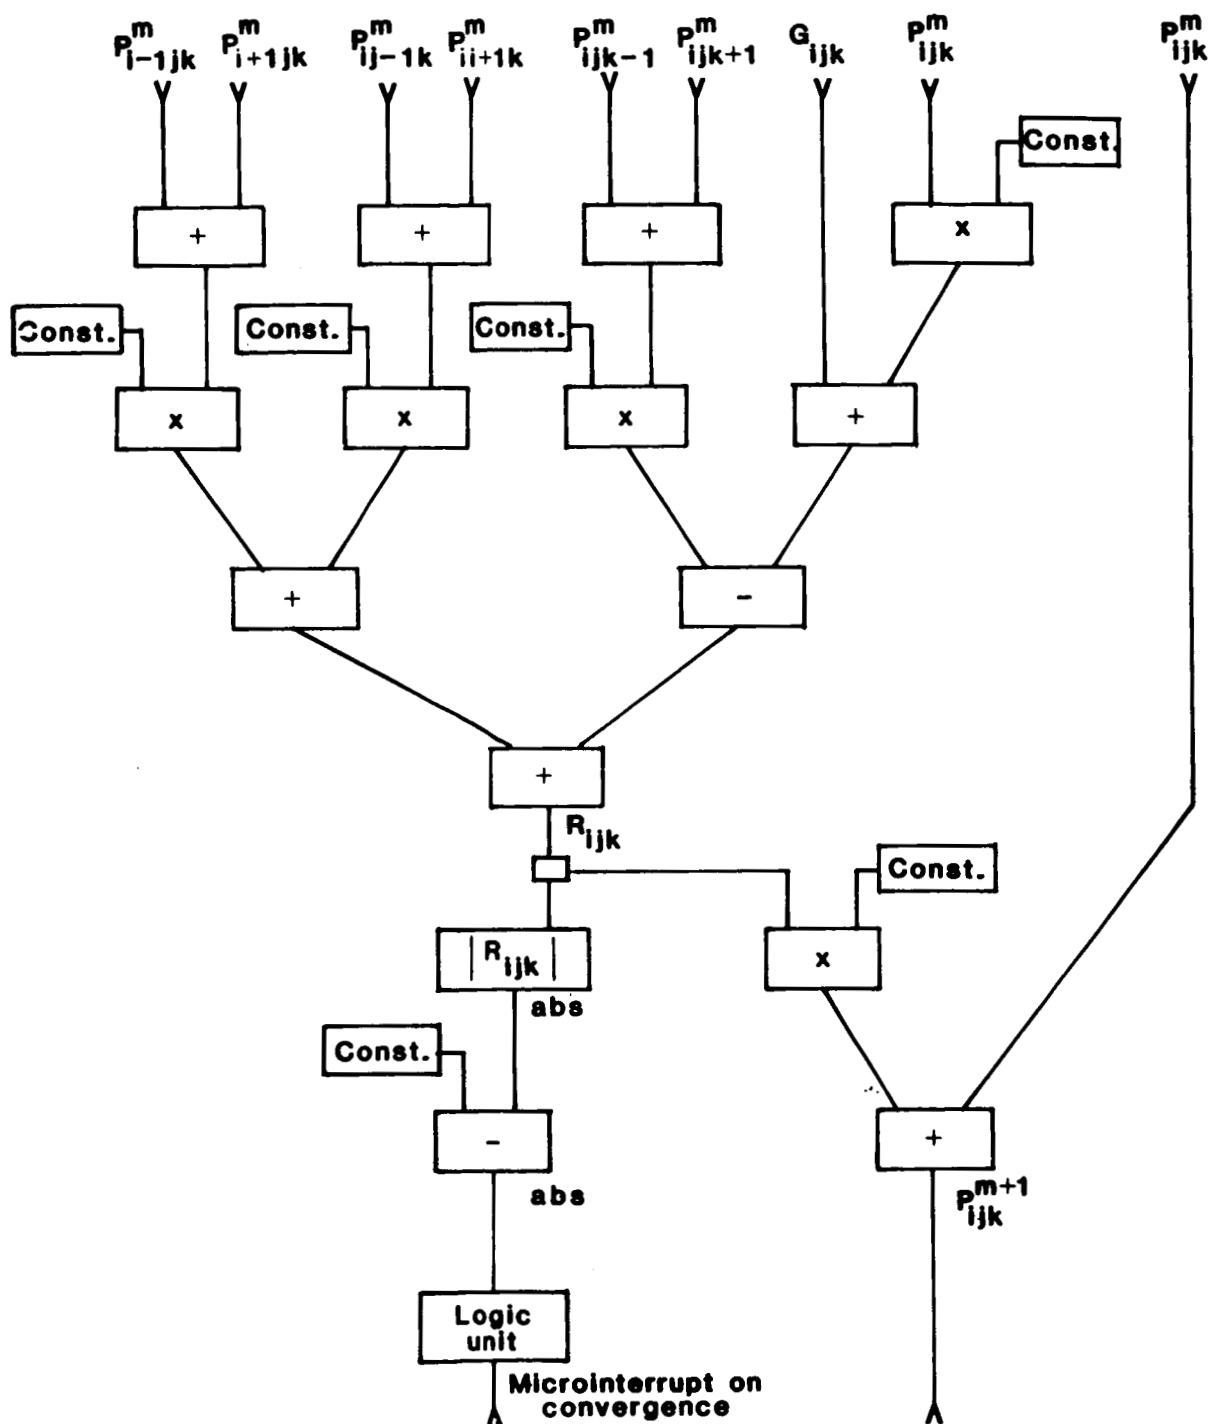 P^m_{i-1jk} P^m_{i+1jk} P^m_{ij-1k} P^m_{ii+1k} P^m_{ijk-1} P^m_{ijk+1} G_{ijk} P^m_{ijk} P^m_{ijk}
Const.
+ + + x
Const. Const. Const.
x x x +
+ -
+
R_{ijk}
Const.
|R_{ijk}| x
abs
Const.
- +
abs P^{m+1}_{ijk}
Logic
unit
Microinterrupt on
convergence